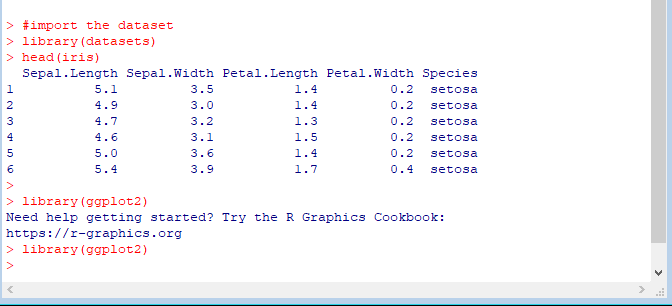 > #import the dataset
> library(datasets)
> head(iris)
  Sepal.Length Sepal.Width Petal.Length Petal.Width Species
1          5.1         3.5          1.4         0.2  setosa
2          4.9         3.0          1.4         0.2  setosa
3          4.7         3.2          1.3         0.2  setosa
4          4.6         3.1          1.5         0.2  setosa
5          5.0         3.6          1.4         0.2  setosa
6          5.4         3.9          1.7         0.4  setosa
>
> library(ggplot2)
Need help getting started? Try the R Graphics Cookbook:
https://r-graphics.org
> library(ggplot2)
>